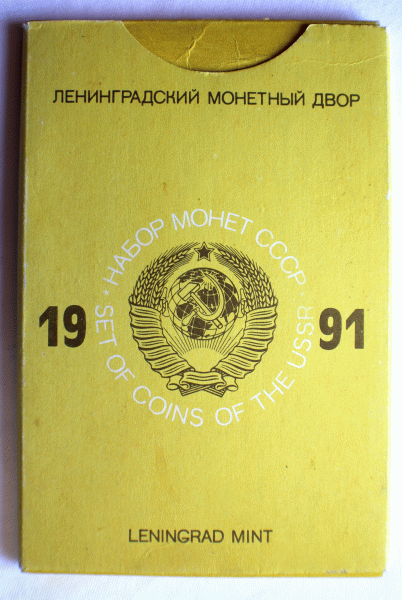 ЛЕНИНГРАДСКИЙ МОНЕТНЫЙ ДВОР
НАБОР МОНЕТ СССР
19 91
• SET OF COINS OF THE USSR •
LENINGRAD MINT